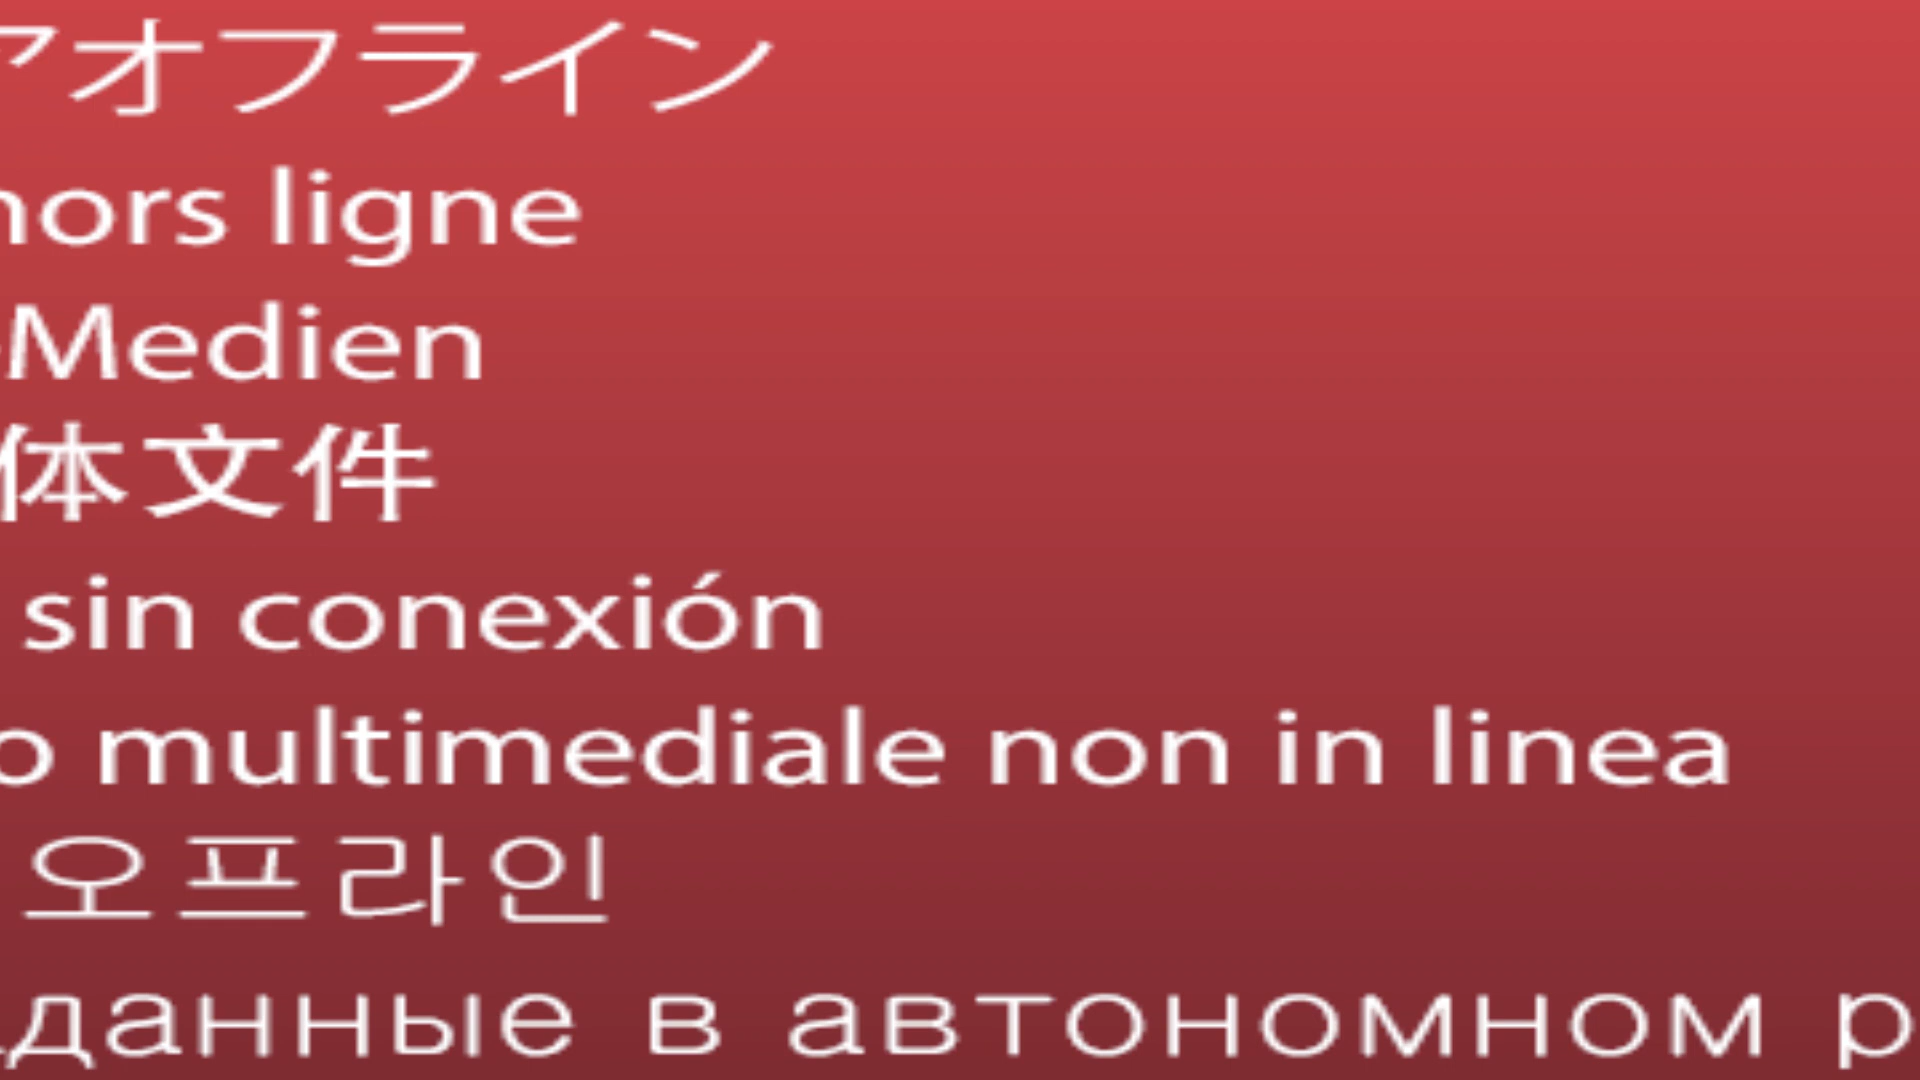 アオフライン
hors ligne
-Medien
体文件
sin conexión
o multimediale non in linea
오프라인
данные в автономном р